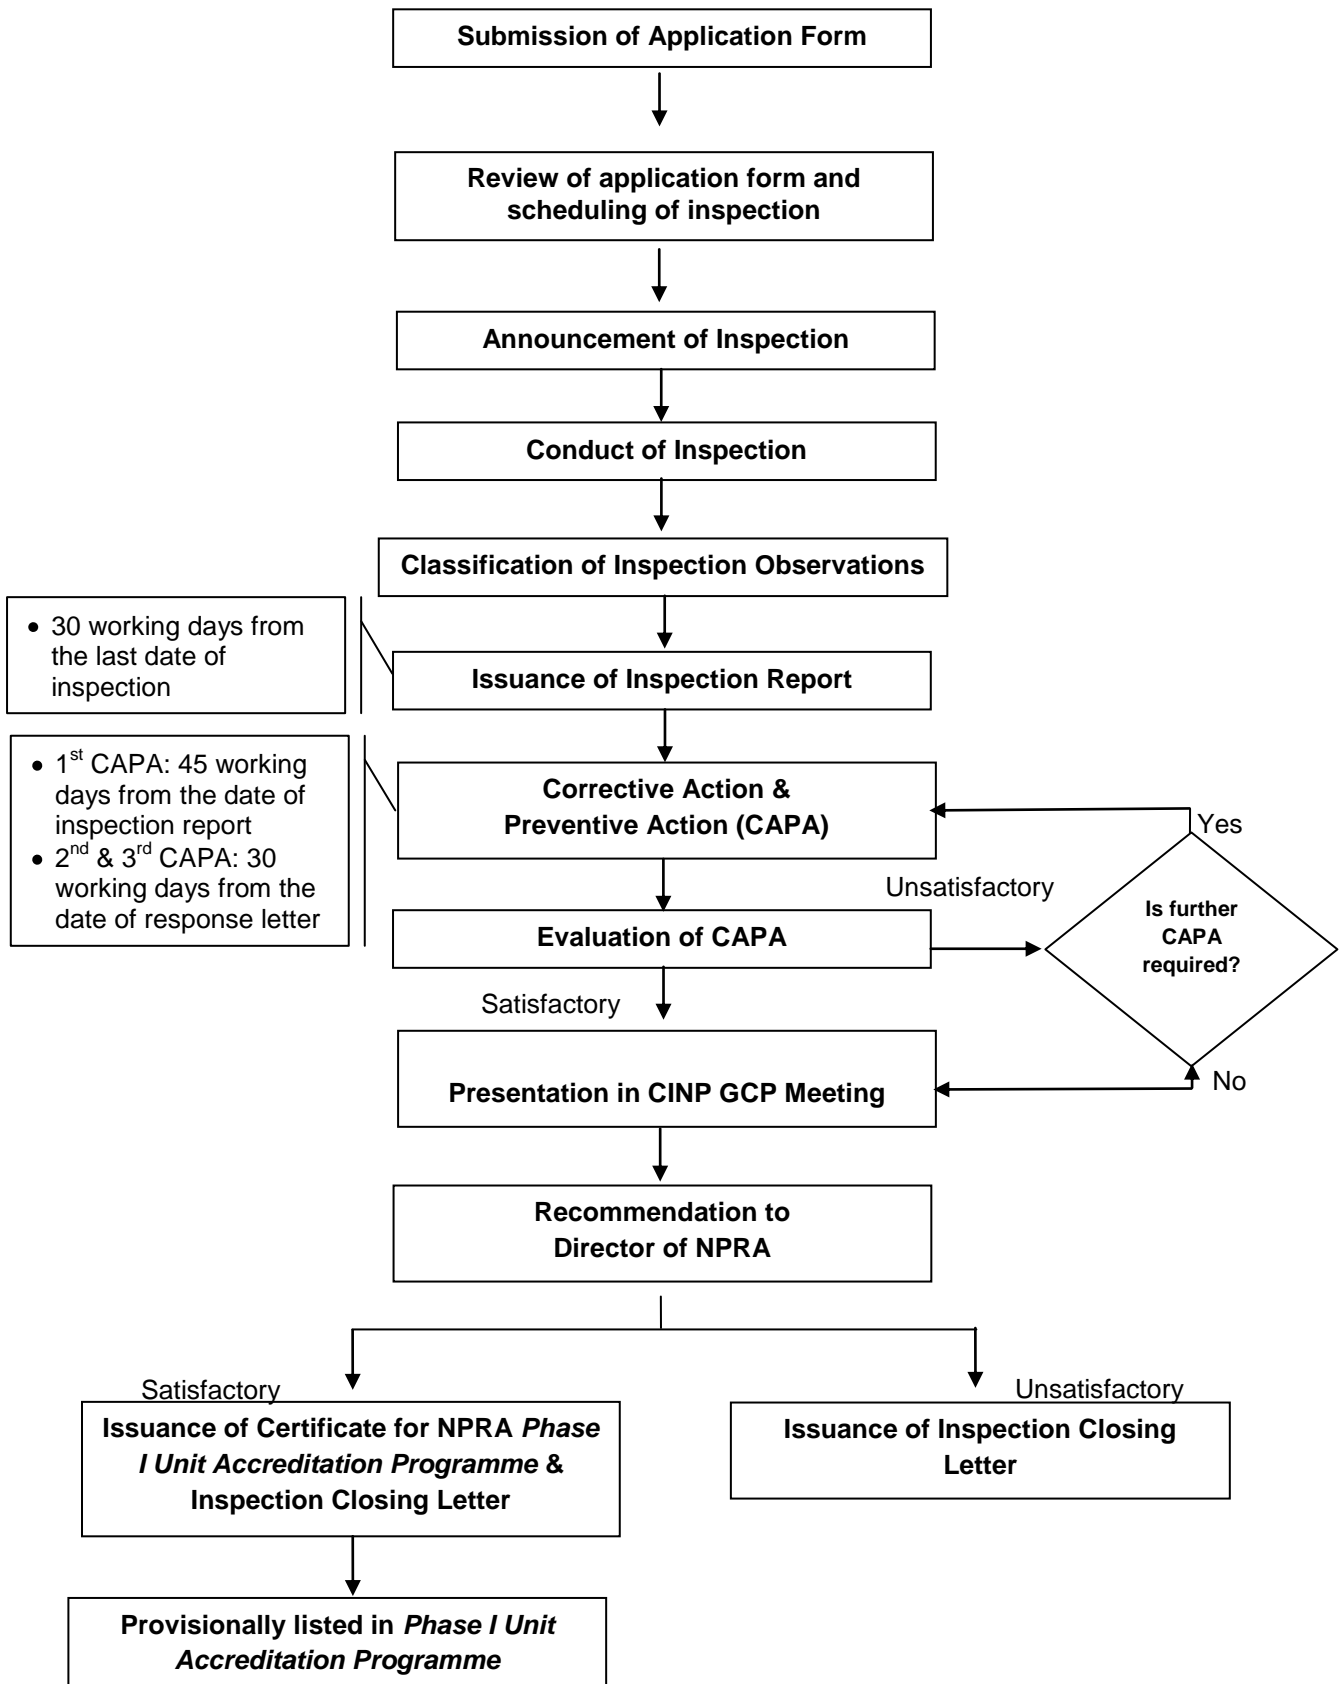 Submission of Application Form
Review of application form and
scheduling of inspection
Announcement of Inspection
Conduct of Inspection
Classification of Inspection Observations
• 30 working days from
the last date of
inspection
Issuance of Inspection Report
• 1st CAPA: 45 working
days from the date of
inspection report
• 2nd & 3rd CAPA: 30
working days from the
date of response letter
Corrective Action &
Preventive Action (CAPA)
Yes
Unsatisfactory
Is further
CAPA
required?
Evaluation of CAPA
Satisfactory
No
Presentation in CINP GCP Meeting
Recommendation to
Director of NPRA
Satisfactory
Issuance of Certificate for NPRA Phase
I Unit Accreditation Programme &
Inspection Closing Letter
Unsatisfactory
Issuance of Inspection Closing
Letter
Provisionally listed in Phase I Unit
Accreditation Programme